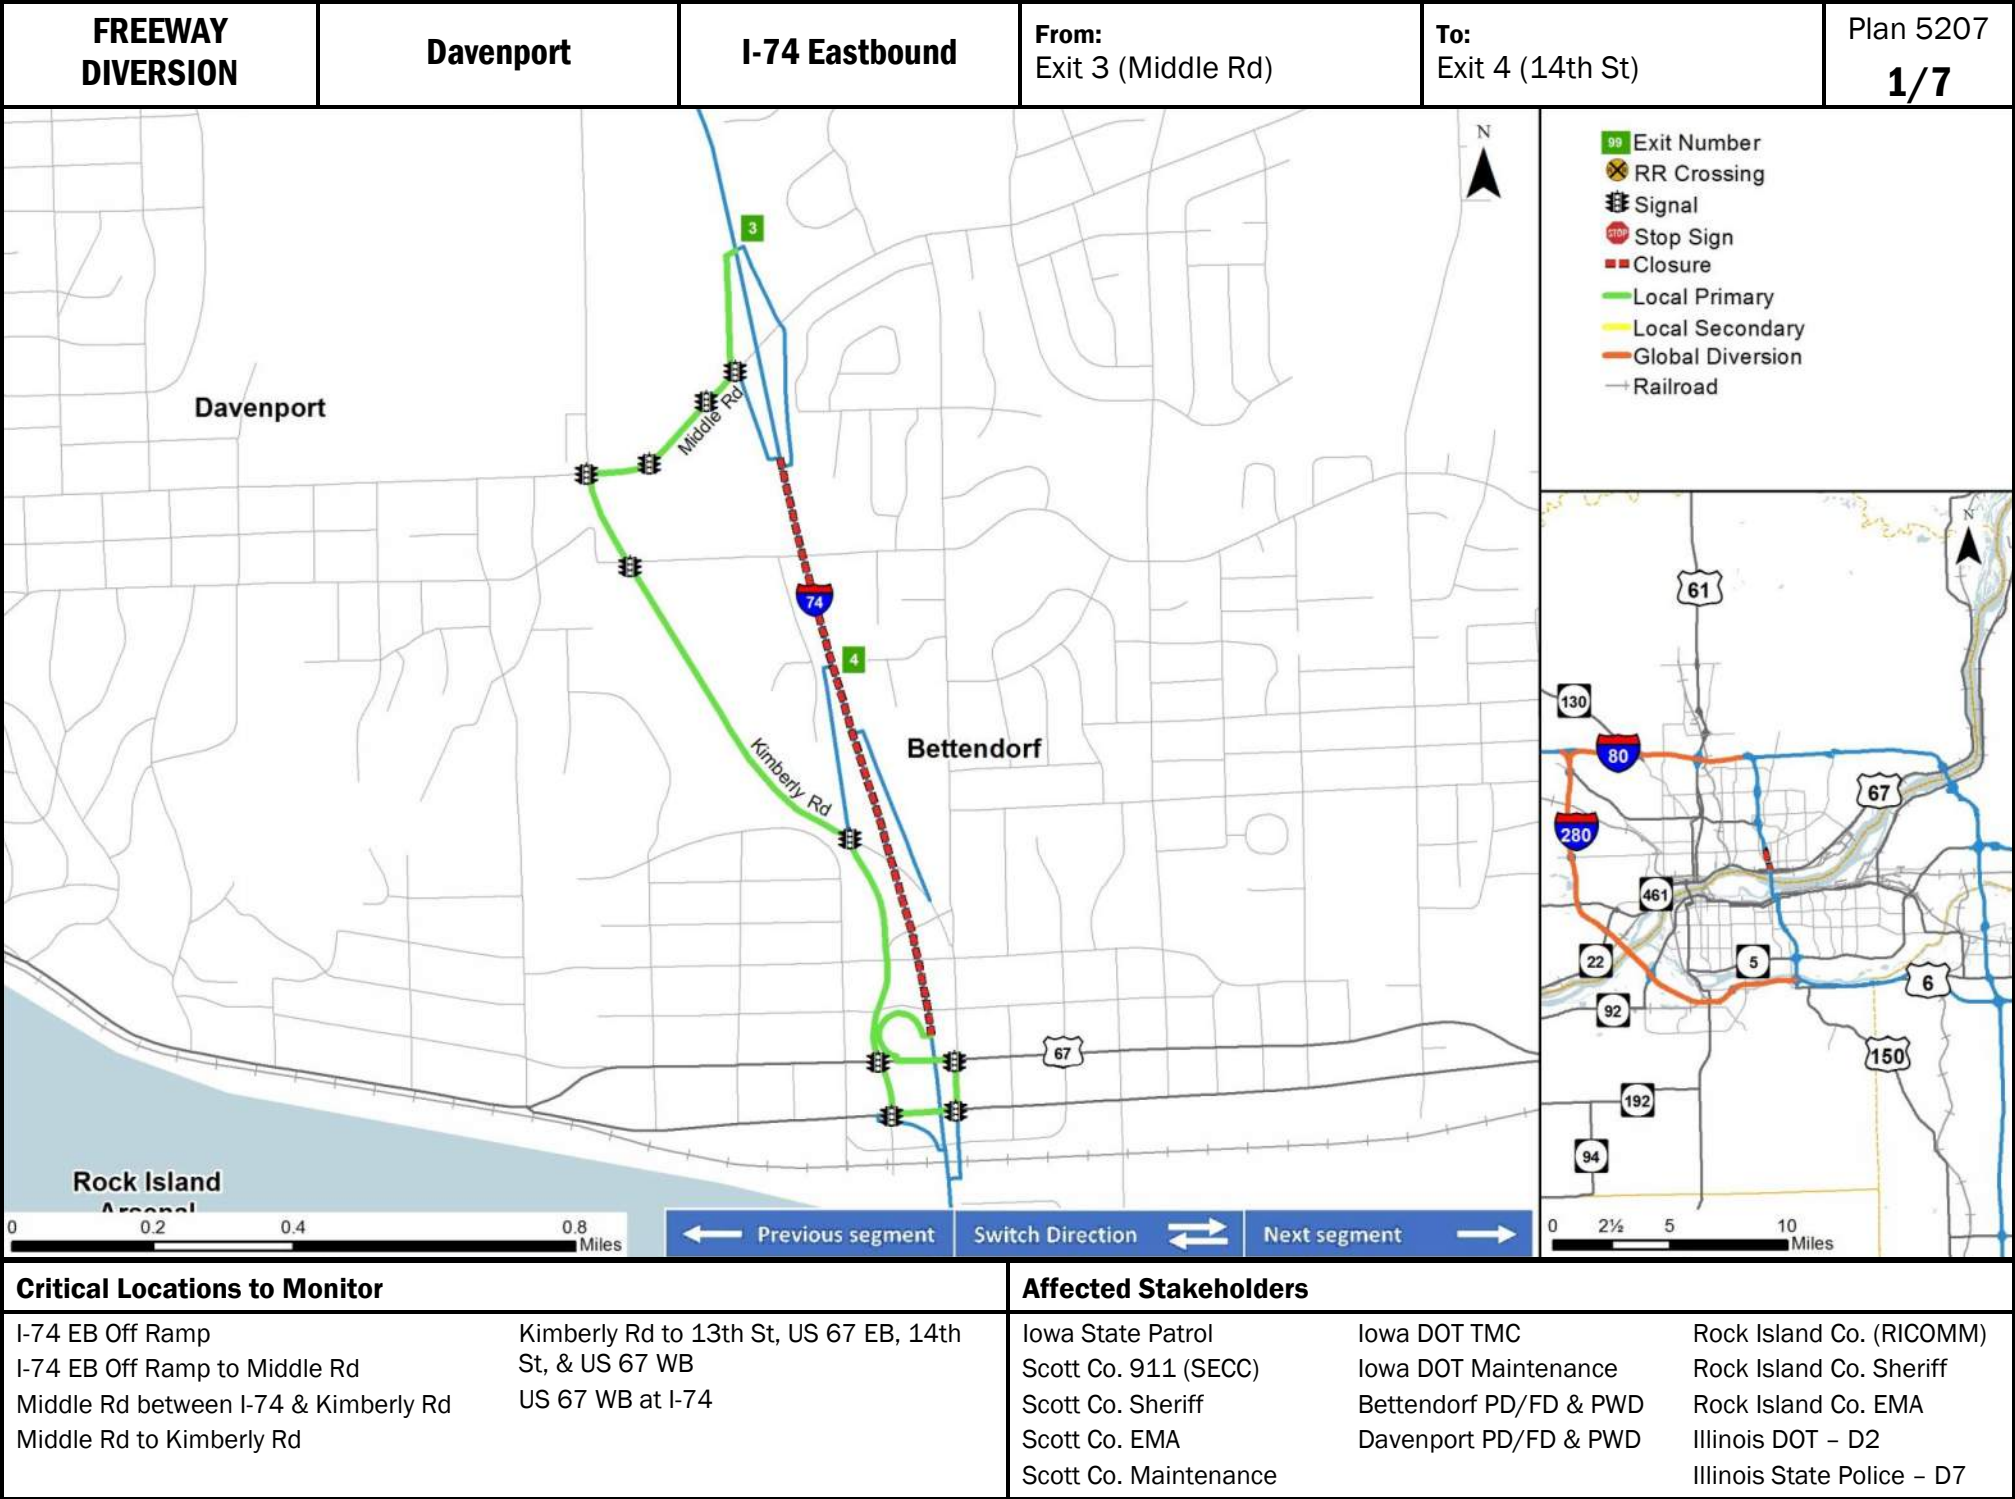 FREEWAY
DIVERSION
Davenport
I-74 Eastbound
From:
Exit 3 (Middle Rd)
To:
Exit 4 (14th St)
Plan 5207
1/7
N
3
Davenport
Middle Rd
74
4
Bettendorf
Kimberly Rd
67
Rock Island
Arsenal
0 0.2 0.4 0.8
Miles
Previous segment
Switch Direction
Next segment
99 Exit Number
RR Crossing
Signal
STOP Stop Sign
Closure
Local Primary
Local Secondary
Global Diversion
Railroad
N
61
130
80
67
280
461
22
5
6
92
150
192
94
0 2½ 5 10
Miles
Critical Locations to Monitor
I-74 EB Off Ramp
I-74 EB Off Ramp to Middle Rd
Middle Rd between I-74 & Kimberly Rd
Middle Rd to Kimberly Rd
Kimberly Rd to 13th St, US 67 EB, 14th
St, & US 67 WB
US 67 WB at I-74
Affected Stakeholders
Iowa State Patrol
Scott Co. 911 (SECC)
Scott Co. Sheriff
Scott Co. EMA
Scott Co. Maintenance
Iowa DOT TMC
Iowa DOT Maintenance
Bettendorf PD/FD & PWD
Davenport PD/FD & PWD
Rock Island Co. (RICOMM)
Rock Island Co. Sheriff
Rock Island Co. EMA
Illinois DOT – D2
Illinois State Police – D7